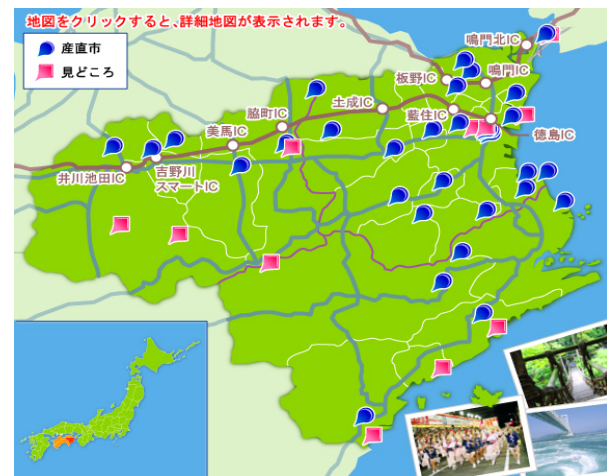 地図をクリックすると、詳細地図が表示されます。
産直市
見どころ
鳴門北IC
板野IC
鳴門IC
土成IC
藍住IC
脇町IC
徳島IC
美馬IC
井川池田IC
吉野川
スマートIC